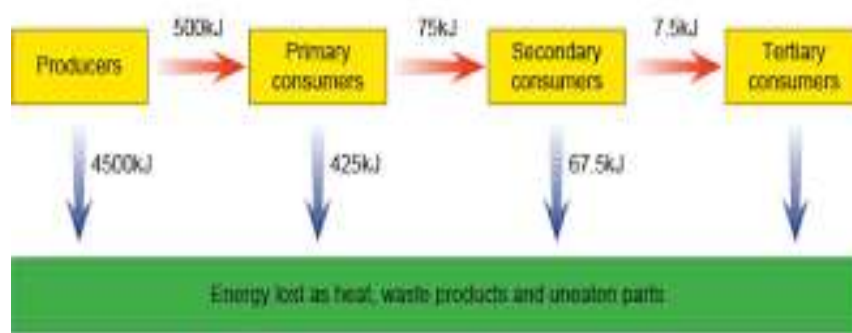 500kJ
75kJ
7.5kJ
Producers
Primary
consumers
Secondary
consumers
Tertiary
consumers
4500kJ
425kJ
67.5kJ
Energy lost as heat, waste products and uneaten parts